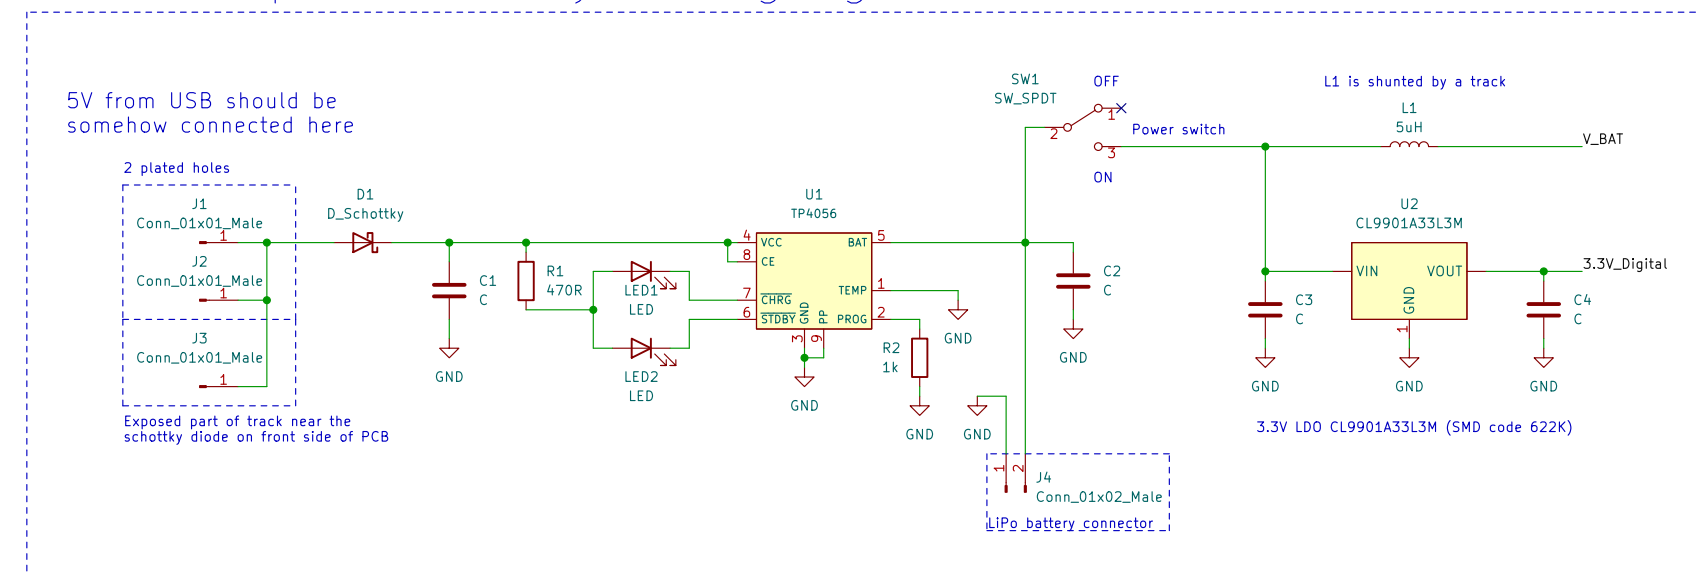 5V from USB should be
somehow connected here
2 plated holes
J1
Conn_01x01_Male
1
J2
Conn_01x01_Male
1
J3
Conn_01x01_Male
1
Exposed part of track near the
schottky diode on front side of PCB
D1
D_Schottky
C1
C
GND
R1
470R
LED1
LED
LED2
LED
U1
TP4056
4 VCC
8 CE
7 CHRG
6 STDBY
BAT 5
TEMP 1
PROG 2
GND 3
PP 9
GND
R2
1k
GND
GND
C2
C
GND
GND
1
2
J4
Conn_01x02_Male
LiPo battery connector
SW1
SW_SPDT
OFF
1
2
Power switch
3
ON
L1 is shunted by a track
L1
5uH
V_BAT
U2
CL9901A33L3M
VIN
VOUT
GND
1
3.3V_Digital
C3
C
GND
GND
C4
C
GND
3.3V LDO CL9901A33L3M (SMD code 622K)